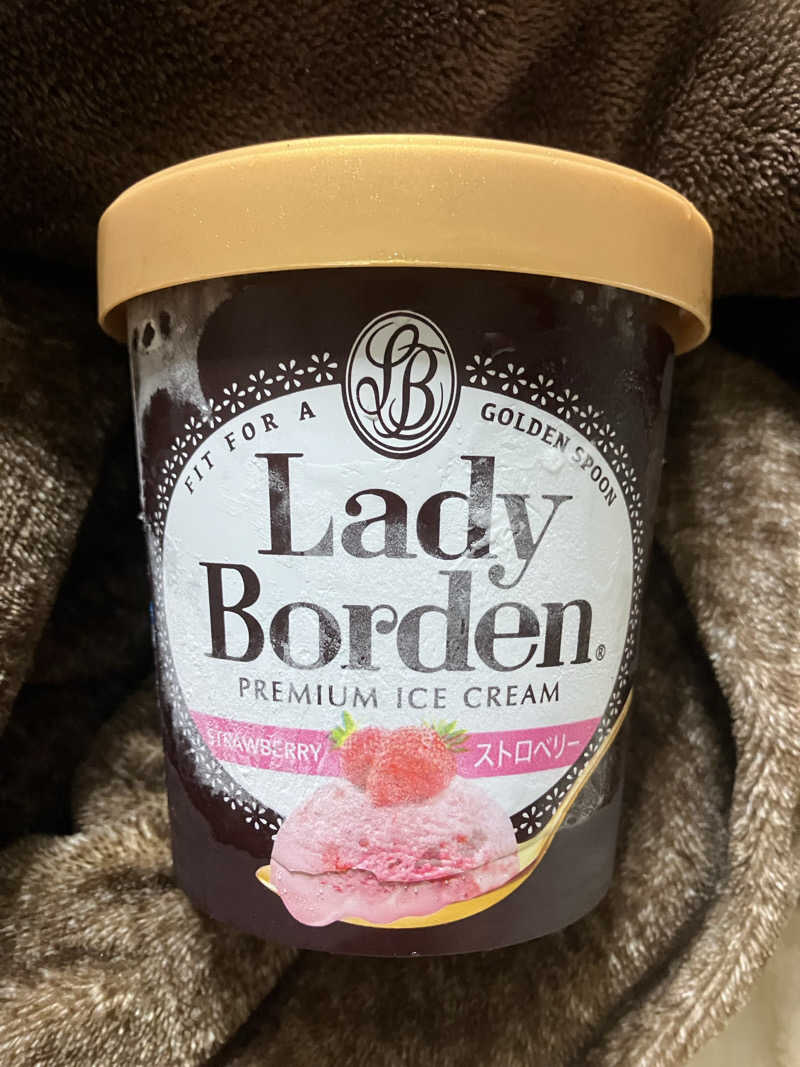 LB
FIT FOR A GOLDEN SPOON
Lady
Borden®
PREMIUM ICE CREAM
STRAWBERRY ストロベリー